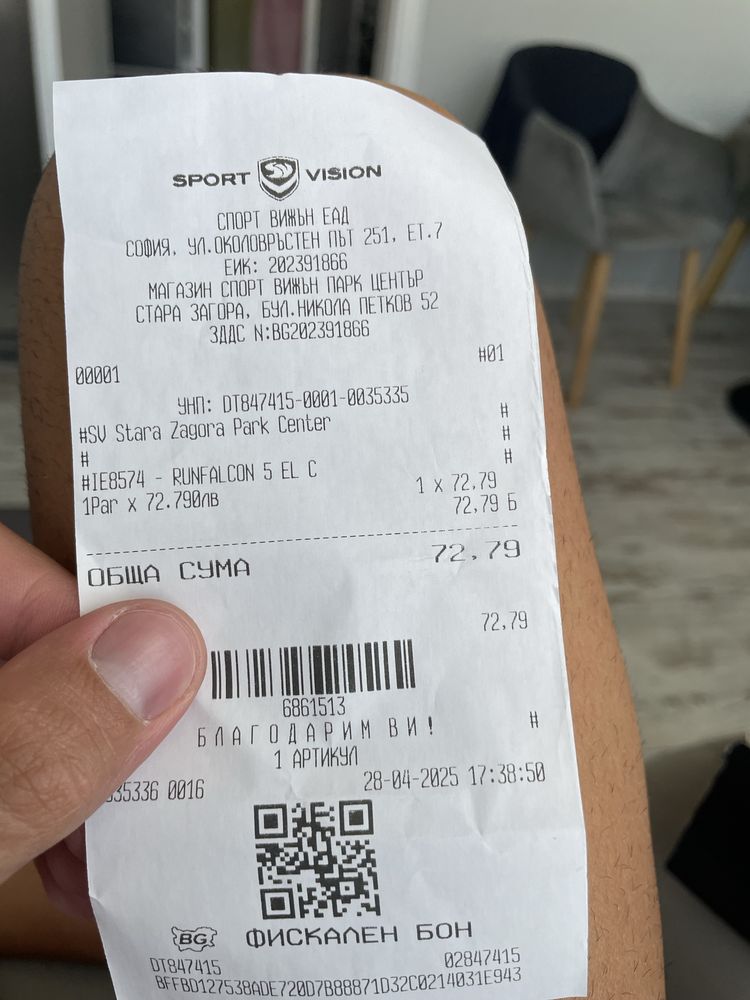 SPORT VISION
СПОРТ ВИЖЪН ЕАД
СОФИЯ, УЛ.ОКОЛОВРЪСТЕН ПЪТ 251, ЕТ.7
ЕИК: 202391866
МАГАЗИН СПОРТ ВИЖЪН ПАРК ЦЕНТЪР
СТАРА ЗАГОРА, БУЛ.НИКОЛА ПЕТКОВ 52
ЗДДС N:BG202391866
00001 #01
УНП: DT847415-0001-0035335
#SV Stara Zagora Park Center #
# #
#IE8574 - RUNFALCON 5 EL C #
1Par x 72.790лв 1 x 72,79
72,79 Б
ОБЩА СУМА 72,79
72,79
6861513
БЛАГОДАРИМ ВИ! #
1 АРТИКУЛ
35336 0016 28-04-2025 17:38:50
BG ФИСКАЛЕН БОН
DT847415 02847415
BFFBD127538ADE720D7B88871D32C0214031E943